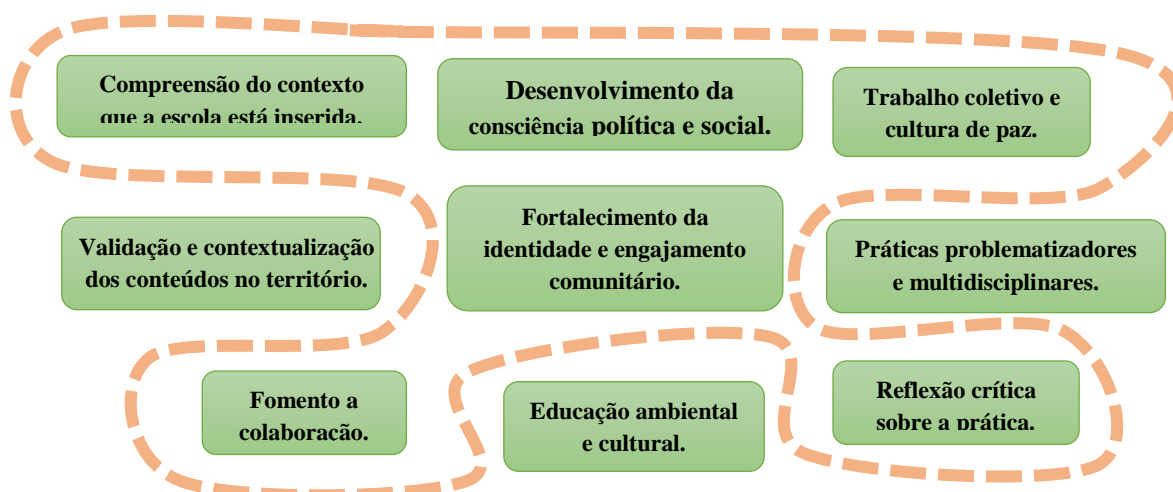 Compreensão do contexto
que a escola está inserida.
Desenvolvimento da
consciência política e social.
Trabalho coletivo e
cultura de paz.
Validação e contextualização
dos conteúdos no território.
Fortalecimento da
identidade e engajamento
comunitário.
Práticas problematizadores
e multidisciplinares.
Fomento a
colaboração.
Educação ambiental
e cultural.
Reflexão crítica
sobre a prática.